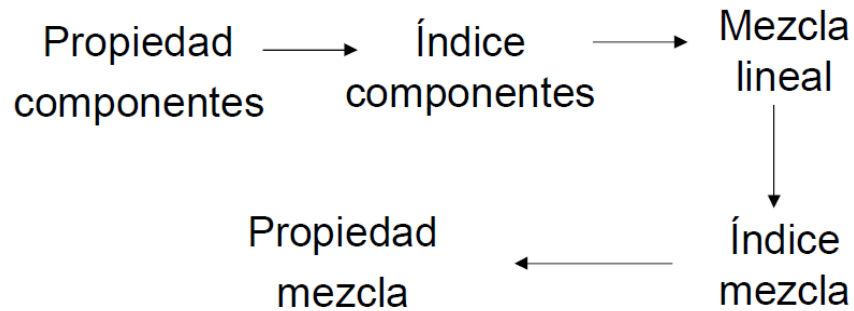 Propiedad
componentes
Índice
componentes
Mezcla
lineal
Índice
mezcla
Propiedad
mezcla